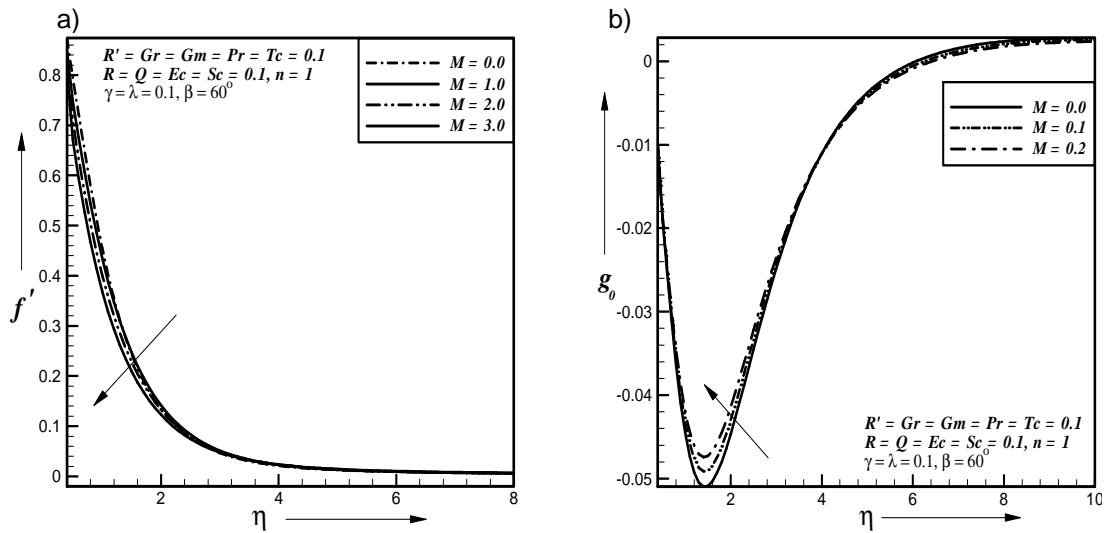 a)
R' = Gr = Gm = Pr = Tc = 0.1
R = Q = Ec = Sc = 0.1, n = 1
γ = λ = 0.1, β = 60°
M = 0.0
M = 1.0
M = 2.0
M = 3.0
0.8
0.7
0.6
0.5
0.4
0.3
0.2
0.1
0
f'
2
4
6
8
η
b)
M = 0.0
M = 0.1
M = 0.2
0
-0.01
-0.02
-0.03
-0.04
-0.05
g₀
R' = Gr = Gm = Pr = Tc = 0.1
R = Q = Ec = Sc = 0.1, n = 1
γ = λ = 0.1, β = 60°
2
4
6
8
10
η